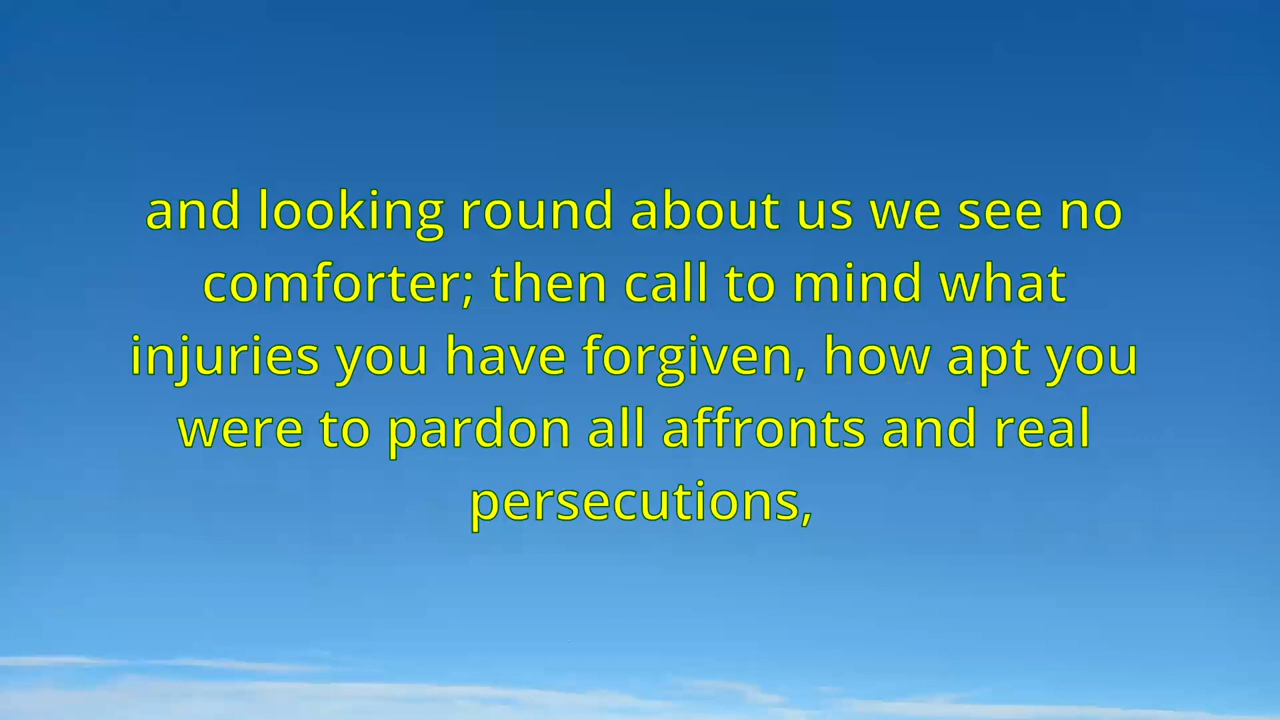 and looking round about us we see no
comforter; then call to mind what
injuries you have forgiven, how apt you
were to pardon all affronts and real
persecutions,